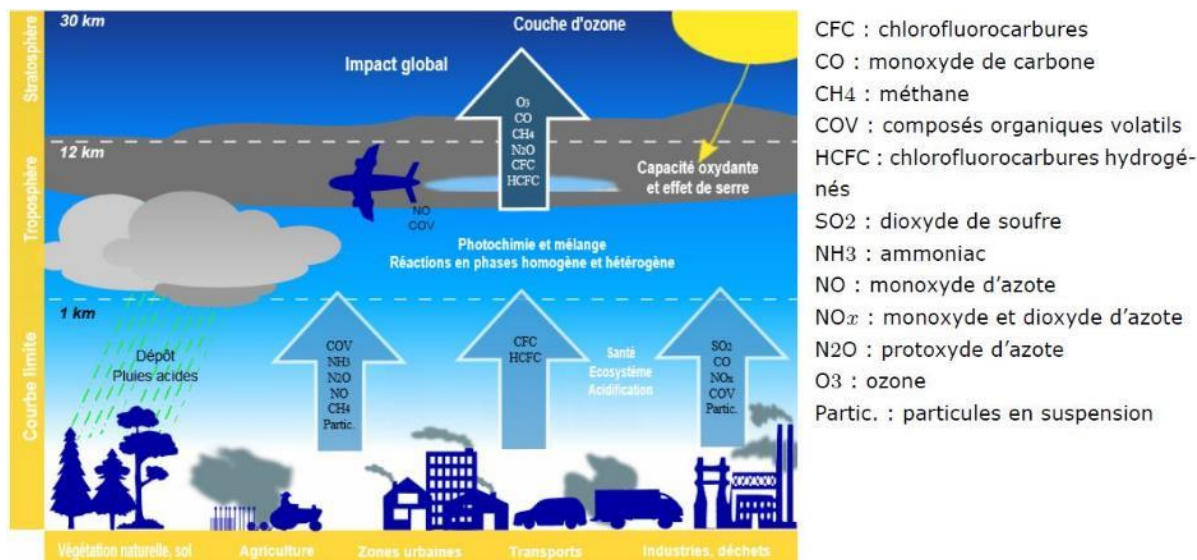 30 km
Couche d'ozone
Stratosphère
Impact global
O3
CO
CH4
N2O
CFC
HCFC
12 km
Capacité oxydante
et effet de serre
Troposphère
NO
COV
Photochimie et mélange
Réactions en phases homogène et hétérogène
1 km
Courbe limite
Dépôt
Pluies acides
COV
NH3
N2O
NO
CH4
Partic.
CFC
HCFC
Santé
Ecosystème
Acidification
SO2
CO
NOx
COV
Partic.
Végétation naturelle, sol
Agriculture
Zones urbaines
Transports
Industries, déchets
CFC : chlorofluorocarbures
CO : monoxyde de carbone
CH4 : méthane
COV : composés organiques volatils
HCFC : chlorofluorocarbures hydrogé-
nés
SO2 : dioxyde de soufre
NH3 : ammoniac
NO : monoxyde d'azote
NOx : monoxyde et dioxyde d'azote
N2O : protoxyde d'azote
O3 : ozone
Partic. : particules en suspension